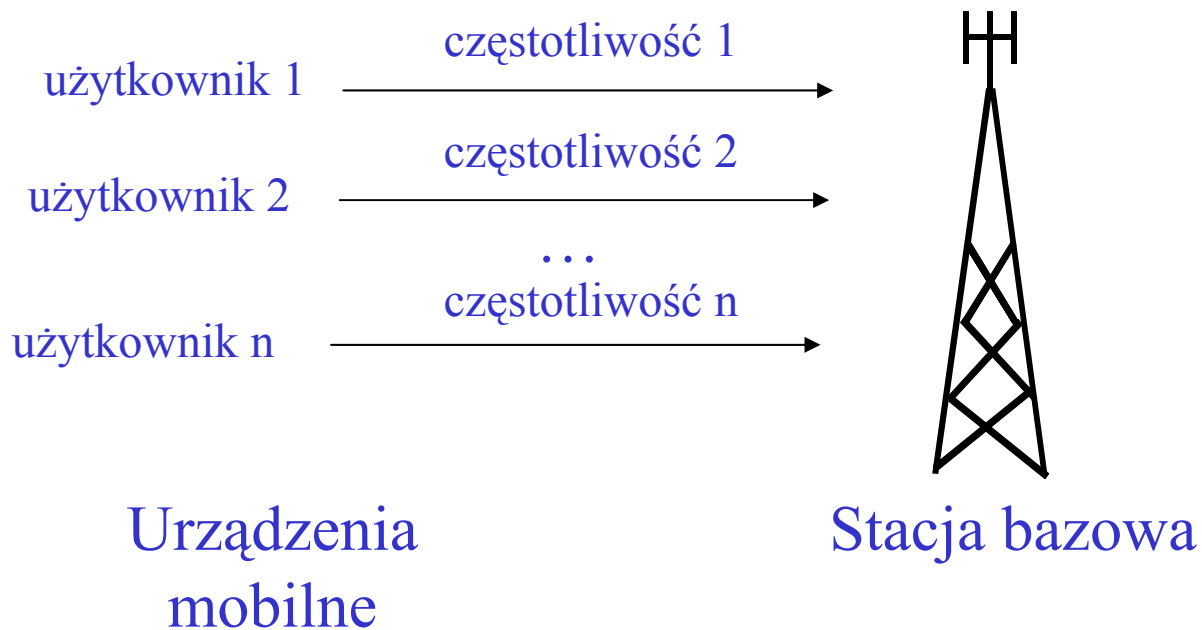 częstotliwość 1
użytkownik 1
częstotliwość 2
użytkownik 2
...
częstotliwość n
użytkownik n
Urządzenia
mobilne
Stacja bazowa